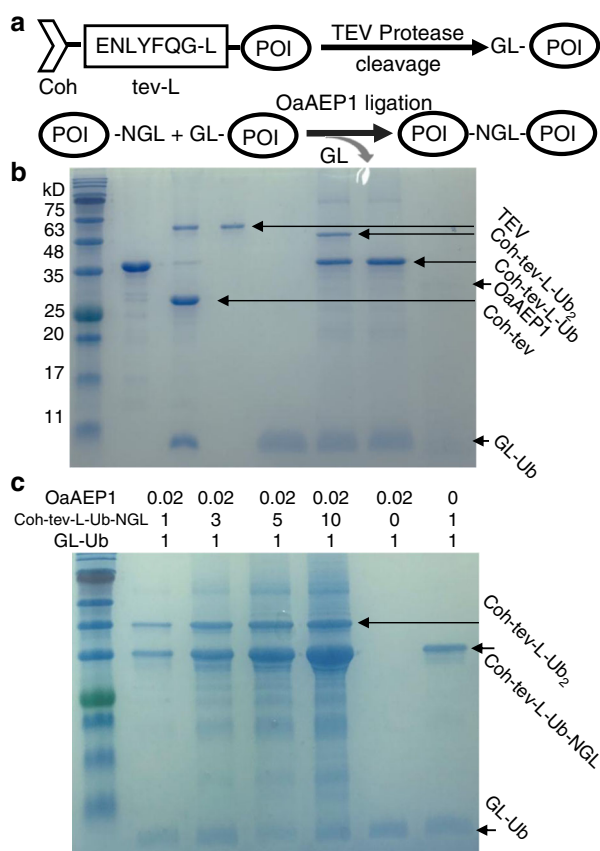 a
ENLYFQG-L
POI
TEV Protease
cleavage
GL-
POI
Coh
tev-L
OaAEP1 ligation
POI
-NGL + GL-
POI
GL
POI
-NGL-
POI
b
kD
75
63
48
35
25
20
17
11
TEV
Coh-tev-L-Ub2
Coh-tev-L-Ub
OaAEP1
Coh-tev
GL-Ub
c
OaAEP1 0.02 0.02 0.02 0.02 0.02 0
Coh-tev-L-Ub-NGL 1 3 5 10 0 1
GL-Ub 1 1 1 1 1 1
Coh-tev-L-Ub2
Coh-tev-L-Ub-NGL
GL-Ub